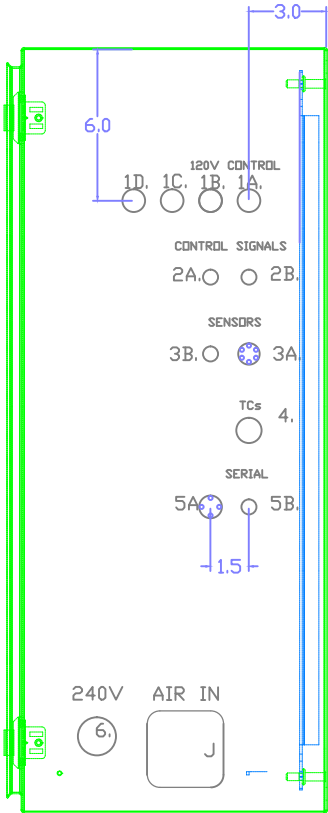 3.0
6.0
120V CONTROL
1D. 1C. 1B. 1A.
CONTROL SIGNALS
2A. 2B.
SENSORS
3B. 3A.
TCs
4.
SERIAL
5A 5B.
1.5
240V AIR IN
6.
J